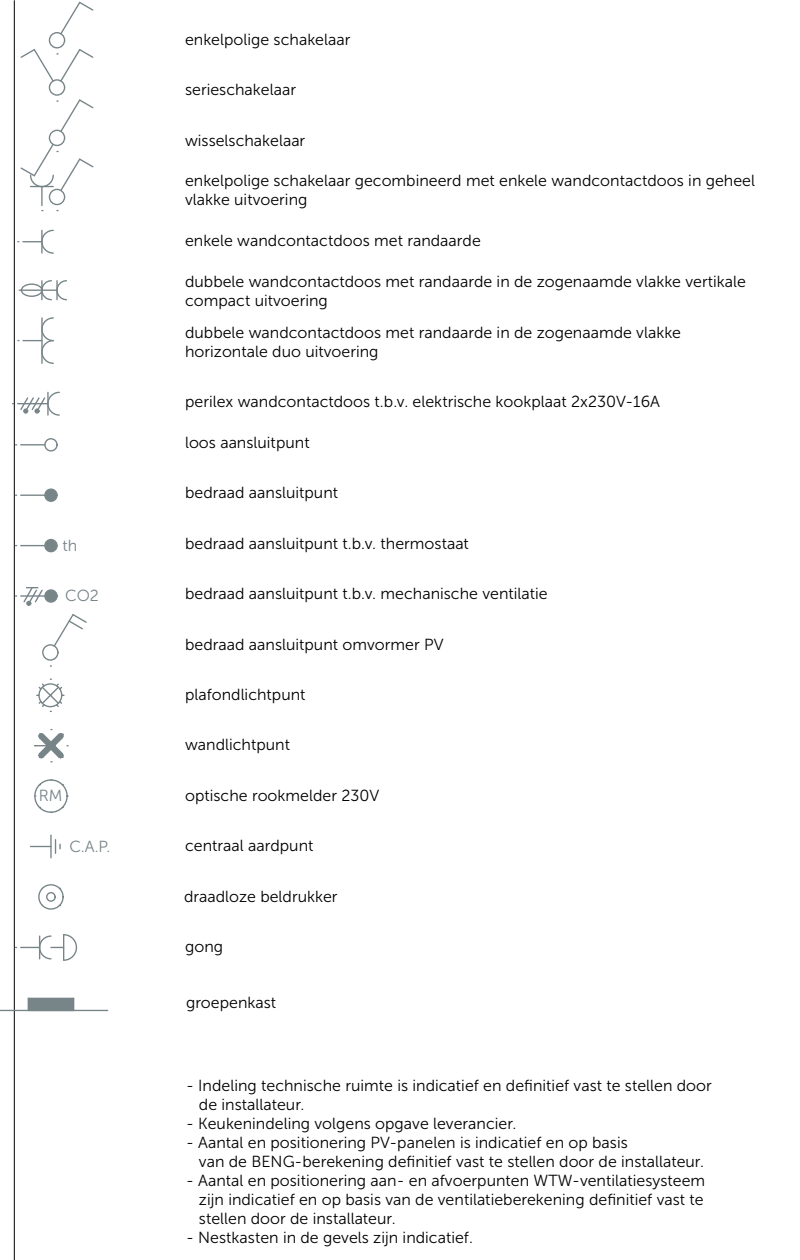 enkelpolige schakelaar
serieschakelaar
wisselschakelaar
enkelpolige schakelaar gecombineerd met enkele wandcontactdoos in geheel
vlakke uitvoering
enkele wandcontactdoos met randaarde
dubbele wandcontactdoos met randaarde in de zogenaamde vlakke vertikale
compact uitvoering
dubbele wandcontactdoos met randaarde in de zogenaamde vlakke
horizontale duo uitvoering
perilex wandcontactdoos t.b.v. elektrische kookplaat 2x230V-16A
loos aansluitpunt
bedraad aansluitpunt
th bedraad aansluitpunt t.b.v. thermostaat
CO2 bedraad aansluitpunt t.b.v. mechanische ventilatie
bedraad aansluitpunt omvormer PV
plafondlichtpunt
wandlichtpunt
RM optische rookmelder 230V
C.A.P. centraal aardpunt
draadloze beldrukker
gong
groepenkast
- Indeling technische ruimte is indicatief en definitief vast te stellen door
de installateur.
- Keukenindeling volgens opgave leverancier.
- Aantal en positionering PV-panelen is indicatief en op basis
van de BENG-berekening definitief vast te stellen door de installateur.
- Aantal en positionering aan- en afvoerpunten WTW-ventilatiesysteem
zijn indicatief en op basis van de ventilatieberekening definitief vast te
stellen door de installateur.
- Nestkasten in de gevels zijn indicatief.